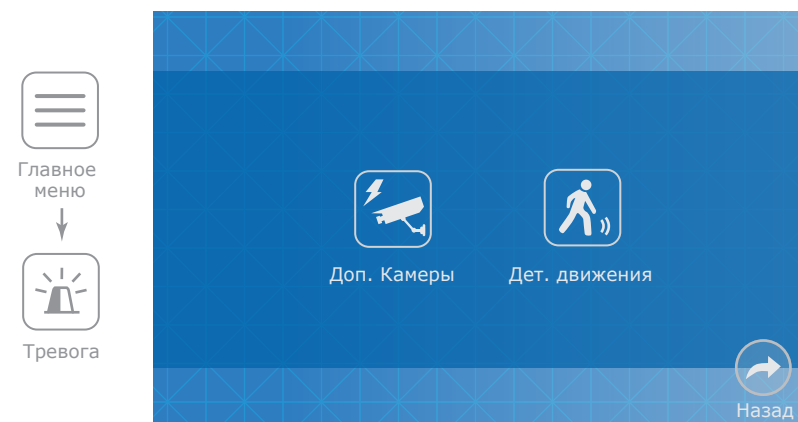 Главное
меню
Тревога
Доп. Камеры
Дет. движения
Назад